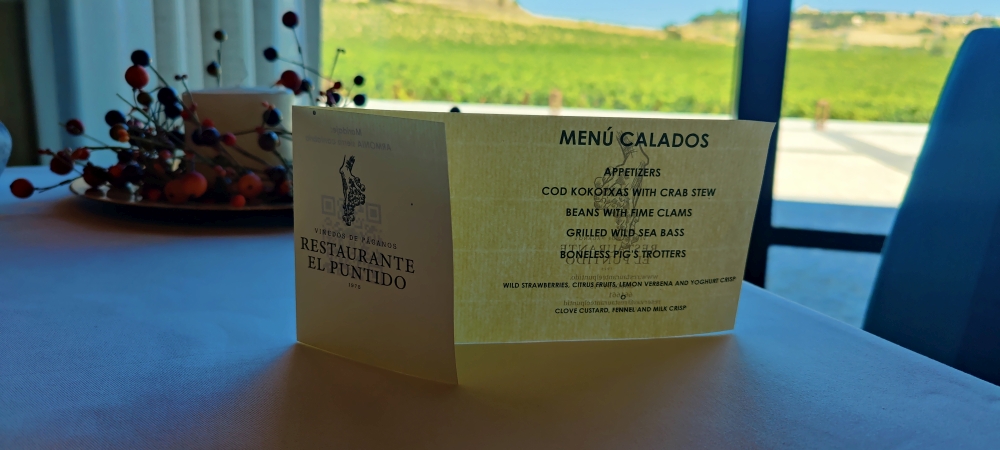 VIÑEDOS DE PÁGANOS
RESTAURANTE
EL PUNTIDO
1975
MENÚ CALADOS
APPETIZERS
COD KOKOTXAS WITH CRAB STEW
BEANS WITH FIME CLAMS
GRILLED WILD SEA BASS
BONELESS PIG'S TROTTERS
WILD STRAWBERRIES, CITRUS FRUITS, LEMON VERBENA AND YOGHURT CRISP
O
CLOVE CUSTARD, FENNEL AND MILK CRISP